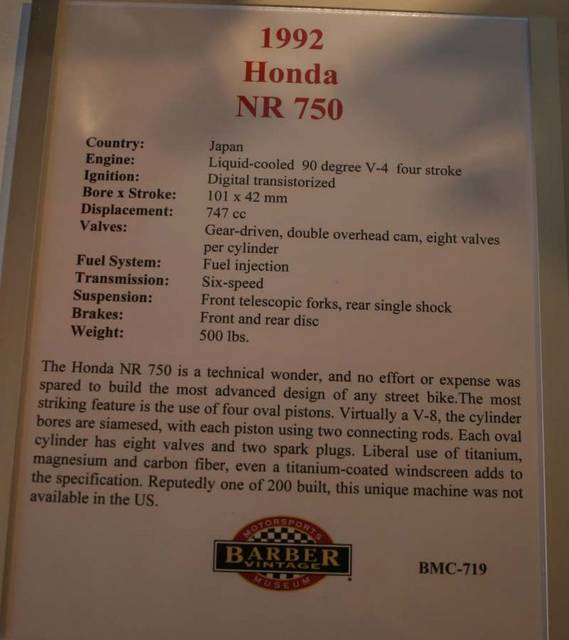 1992
Honda
NR 750
Country: Japan
Engine: Liquid-cooled 90 degree V-4 four stroke
Ignition: Digital transistorized
Bore x Stroke: 101 x 42 mm
Displacement: 747 cc
Valves: Gear-driven, double overhead cam, eight valves
per cylinder
Fuel System: Fuel injection
Transmission: Six-speed
Suspension: Front telescopic forks, rear single shock
Brakes: Front and rear disc
Weight: 500 lbs.
The Honda NR 750 is a technical wonder, and no effort or expense was
spared to build the most advanced design of any street bike.The most
striking feature is the use of four oval pistons. Virtually a V-8, the cylinder
bores are siamesed, with each piston using two connecting rods. Each oval
cylinder has eight valves and two spark plugs. Liberal use of titanium,
magnesium and carbon fiber, even a titanium-coated windscreen adds to
the specification. Reputedly one of 200 built, this unique machine was not
available in the US.
MOTORSPORTS
BARBER
VINTAGE
MUSEUM
BMC-719